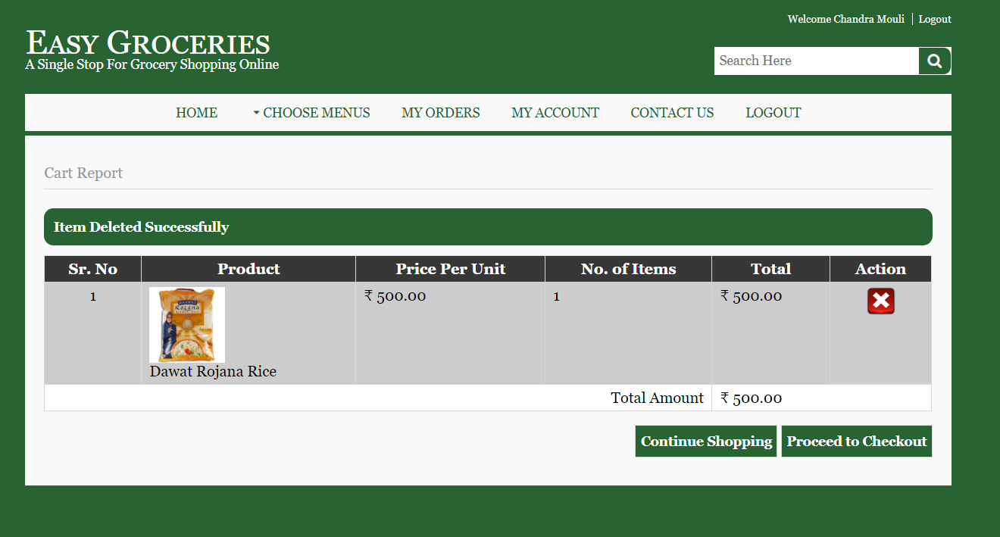 Welcome Chandra Mouli | Logout
EASY GROCERIES
A Single Stop For Grocery Shopping Online
Search Here
HOME CHOOSE MENUS MY ORDERS MY ACCOUNT CONTACT US LOGOUT
Cart Report
Item Deleted Successfully
Sr. No Product Price Per Unit No. of Items Total Action
1 ₹ 500.00 1 ₹ 500.00
DAAWAT
Rozana
Dawat Rojana Rice
Total Amount ₹ 500.00
Continue Shopping Proceed to Checkout